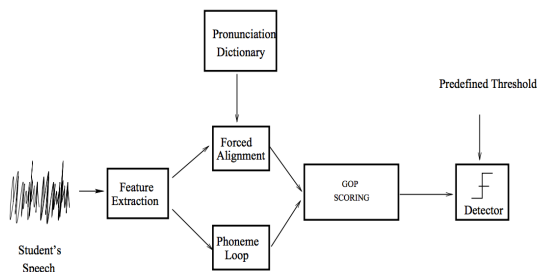 Pronunciation
Dictionary
Predefined Threshold
Forced
Alignment
Feature
Extraction
GOP
SCORING
Detector
Phoneme
Loop
Student's
Speech